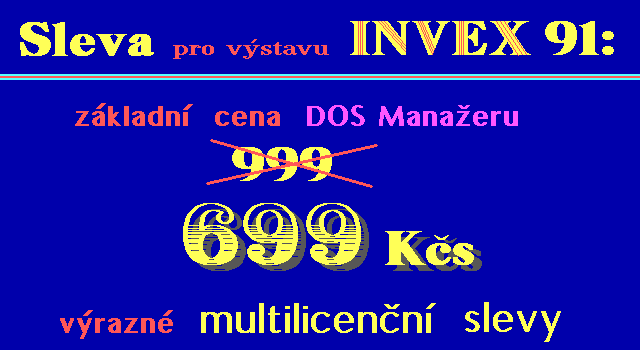 Sleva pro výstavu INVEX 91:
základní cena DOS Manažeru
999
699 Kčs
výrazné multilicenční slevy